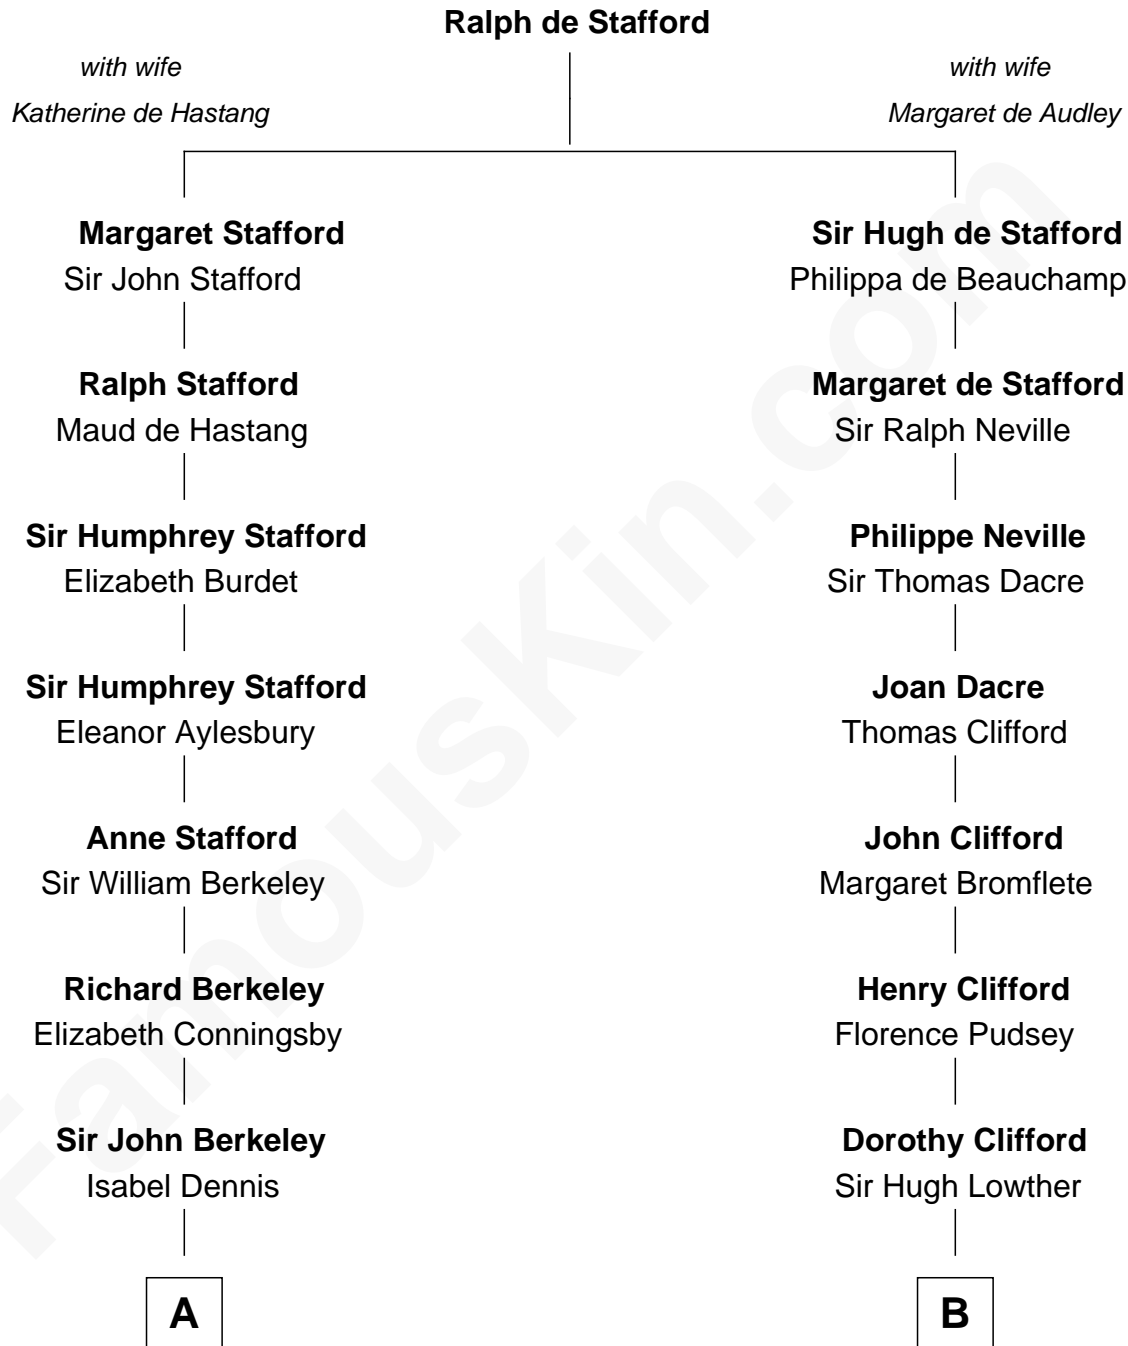 Ralph de Stafford
with wife
Katherine de Hastang
with wife
Margaret de Audley
Margaret Stafford
Sir John Stafford
Sir Hugh de Stafford
Philippa de Beauchamp
Ralph Stafford
Maud de Hastang
Margaret de Stafford
Sir Ralph Neville
Sir Humphrey Stafford
Elizabeth Burdet
Philippe Neville
Sir Thomas Dacre
Sir Humphrey Stafford
Eleanor Aylesbury
Joan Dacre
Thomas Clifford
Anne Stafford
Sir William Berkeley
John Clifford
Margaret Bromflete
Richard Berkeley
Elizabeth Conningsby
Henry Clifford
Florence Pudsey
Sir John Berkeley
Isabel Dennis
Dorothy Clifford
Sir Hugh Lowther
A
B
FamousKin.com